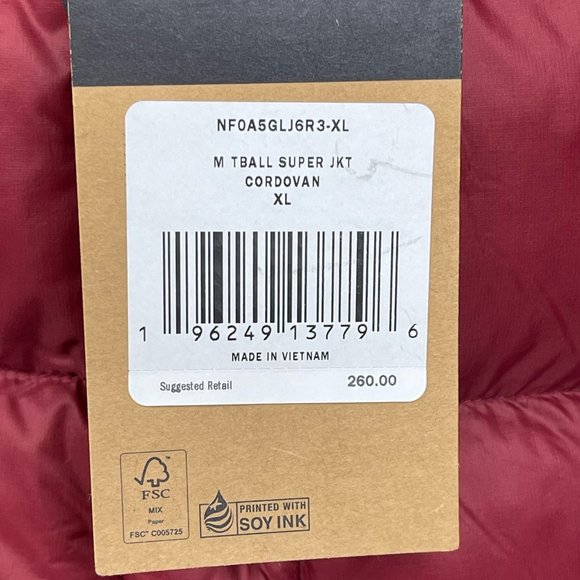 NF0A5GLJ6R3-XL
M TBALL SUPER JKT
CORDOVAN
XL
1 96249 13779 6
MADE IN VIETNAM
Suggested Retail 260.00
FSC
MIX
Paper
FSC™ C005725
PRINTED WITH
SOY INK